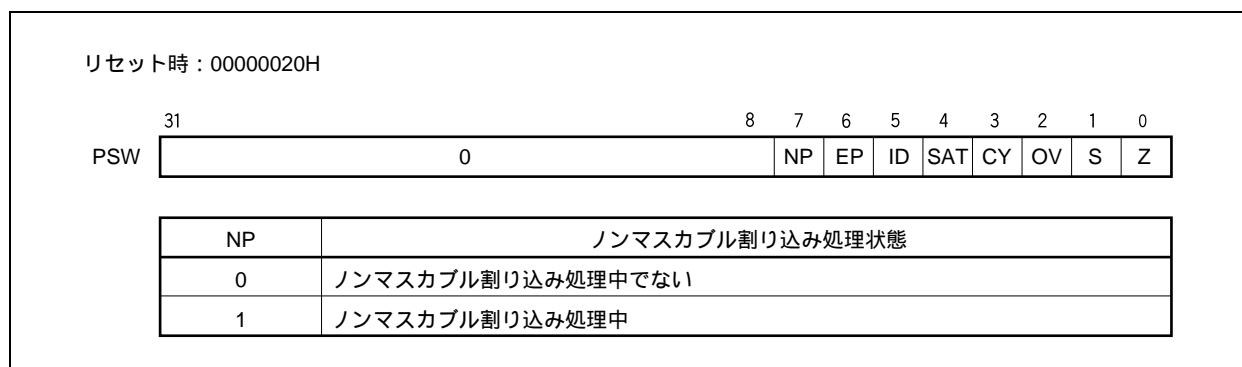 リセット時：00000020H
31 8 7 6 5 4 3 2 1 0
PSW 0 NP EP ID SAT CY OV S Z
NP ノンマスカブル割り込み処理状態
0 ノンマスカブル割り込み処理中でない
1 ノンマスカブル割り込み処理中